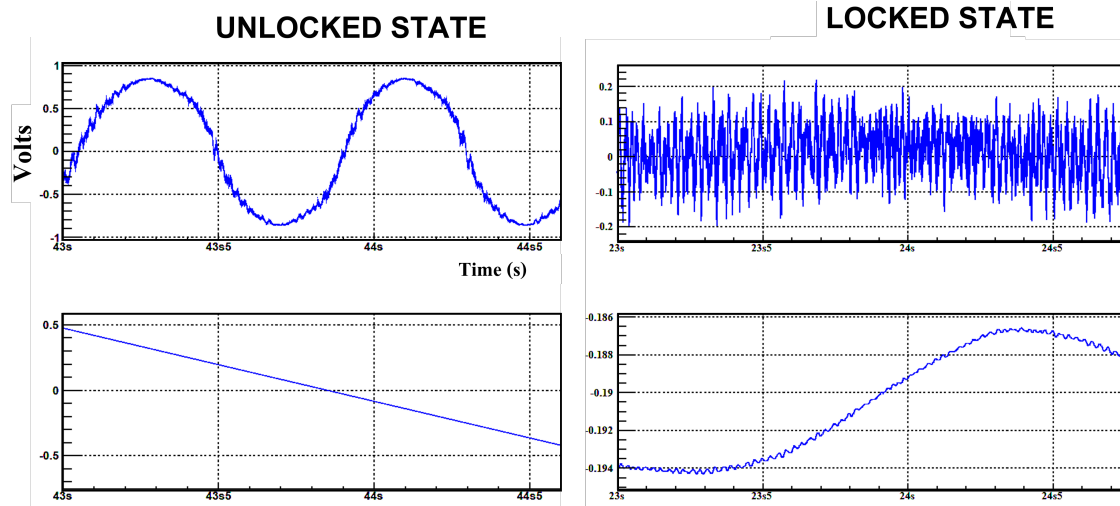 UNLOCKED STATE
LOCKED STATE
1
0.5
0
-0.5
-1
Volts
43s
43s5
44s
44s5
Time (s)
0.2
0.1
0
-0.1
-0.2
23s
23s5
24s
24s5
0.5
0
-0.5
43s
43s5
44s
44s5
-0.186
-0.188
-0.19
-0.192
-0.194
23s
23s5
24s
24s5